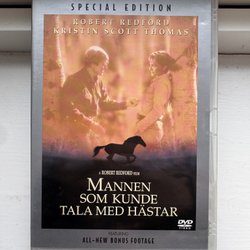 SPECIAL EDITION
ROBERT REDFORD
KRISTIN SCOTT THOMAS
A ROBERT REDFORD FILM
MANNEN
SOM KUNDE
TALA MED HÄSTAR
DVD
VIDEO
FEATURING
ALL-NEW BONUS FOOTAGE